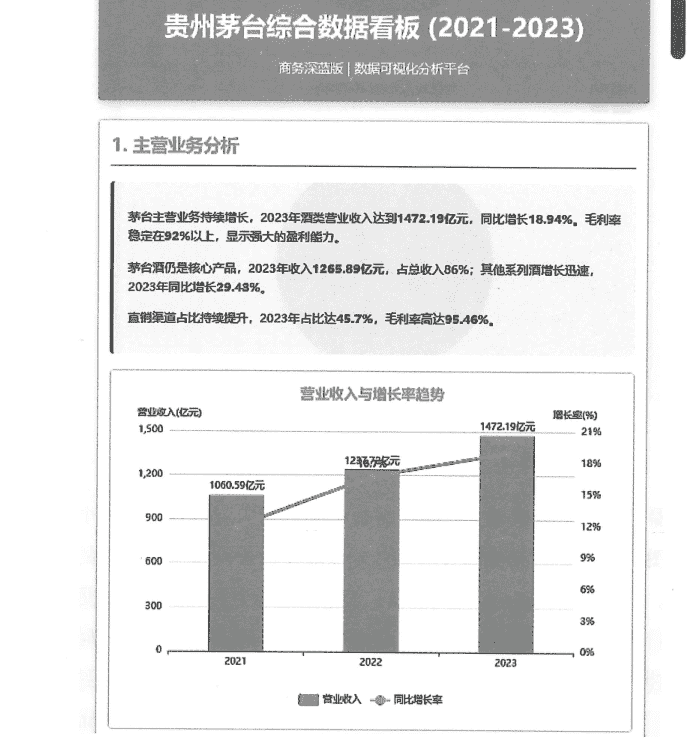 贵州茅台综合数据看板 (2021-2023)
商务深蓝版 | 数据可视化分析平台
1. 主营业务分析
茅台主营业务持续增长，2023年酒类营业收入达到1472.19亿元，同比增长18.94%。毛利率
稳定在92%以上，显示强大的盈利能力。
茅台酒仍是核心产品，2023年收入1265.89亿元，占总收入86%；其他系列酒增长迅速，
2023年同比增长29.43%。
直销渠道占比持续提升，2023年占比达45.7%，毛利率高达95.46%。
营业收入与增长率趋势
营业收入(亿元)
增长率(%)
1,500
1,200
900
600
300
0
1060.59亿元
1472.19亿元
21%
18%
15%
12%
9%
6%
3%
0%
2021
2022
2023
营业收入
同比增长率